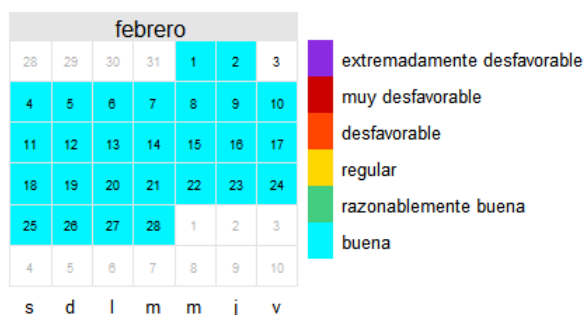 febrero
28 29 30 31 1 2 3
4 5 6 7 8 9 10
11 12 13 14 15 16 17
18 19 20 21 22 23 24
25 26 27 28 1 2 3
4 5 6 7 8 9 10
s d l m m j v
extremadamente desfavorable
muy desfavorable
desfavorable
regular
razonablemente buena
buena